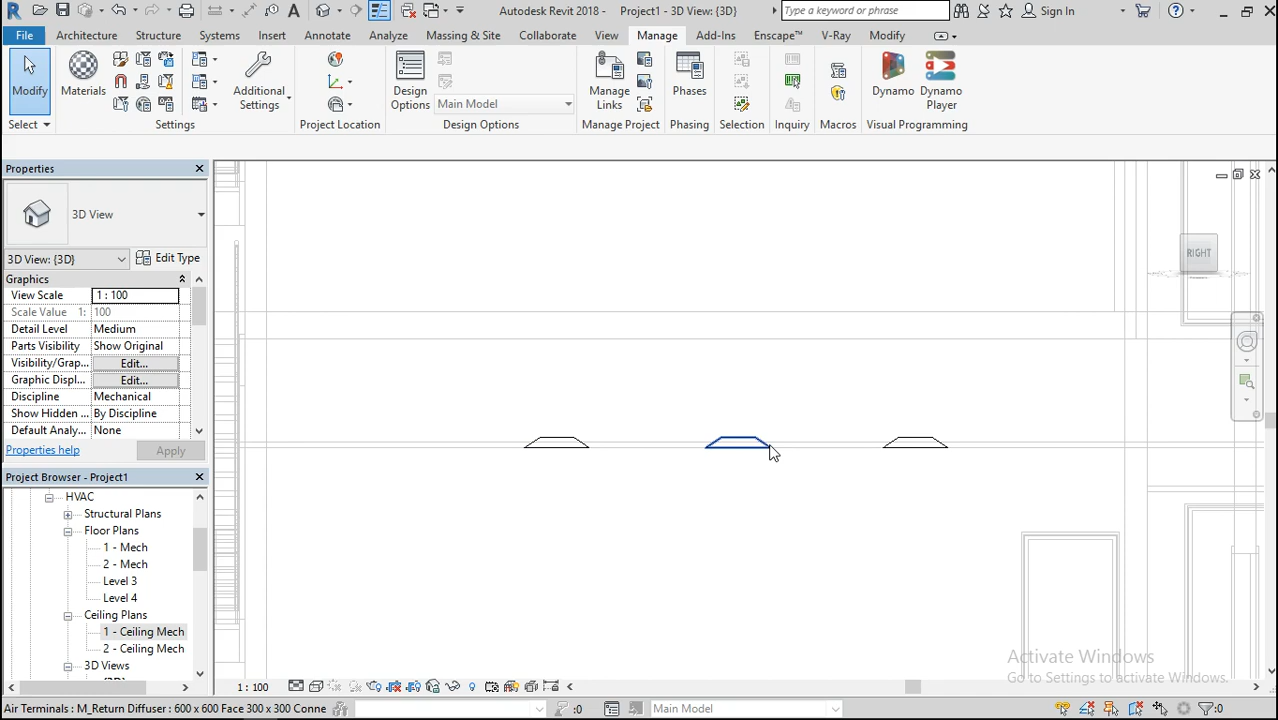 Autodesk Revit 2018 - Project1 - 3D View: {3D}
Type a keyword or phrase
Sign In
File Architecture Structure Systems Insert Annotate Analyze Massing & Site Collaborate View Manage Add-Ins Enscape™ V-Ray Modify
Modify Materials Additional Settings Design Options Main Model Manage Links Phases Dynamo Dynamo Player
Select Settings Project Location Design Options Manage Project Phasing Selection Inquiry Macros Visual Programming
Properties
3D View
3D View: {3D} Edit Type
Graphics
View Scale 1 : 100
Scale Value 1: 100
Detail Level Medium
Parts Visibility Show Original
Visibility/Grap... Edit...
Graphic Displ... Edit...
Discipline Mechanical
Show Hidden ... By Discipline
Default Analy... None
Properties help Apply
Project Browser - Project1
HVAC
Structural Plans
Floor Plans
1 - Mech
2 - Mech
Level 3
Level 4
Ceiling Plans
1 - Ceiling Mech
2 - Ceiling Mech
3D Views
RIGHT
Activate Windows
Go to Settings to activate Windows.
1 : 100
Air Terminals : M_Return Diffuser : 600 x 600 Face 300 x 300 Conne
:0 Main Model :0